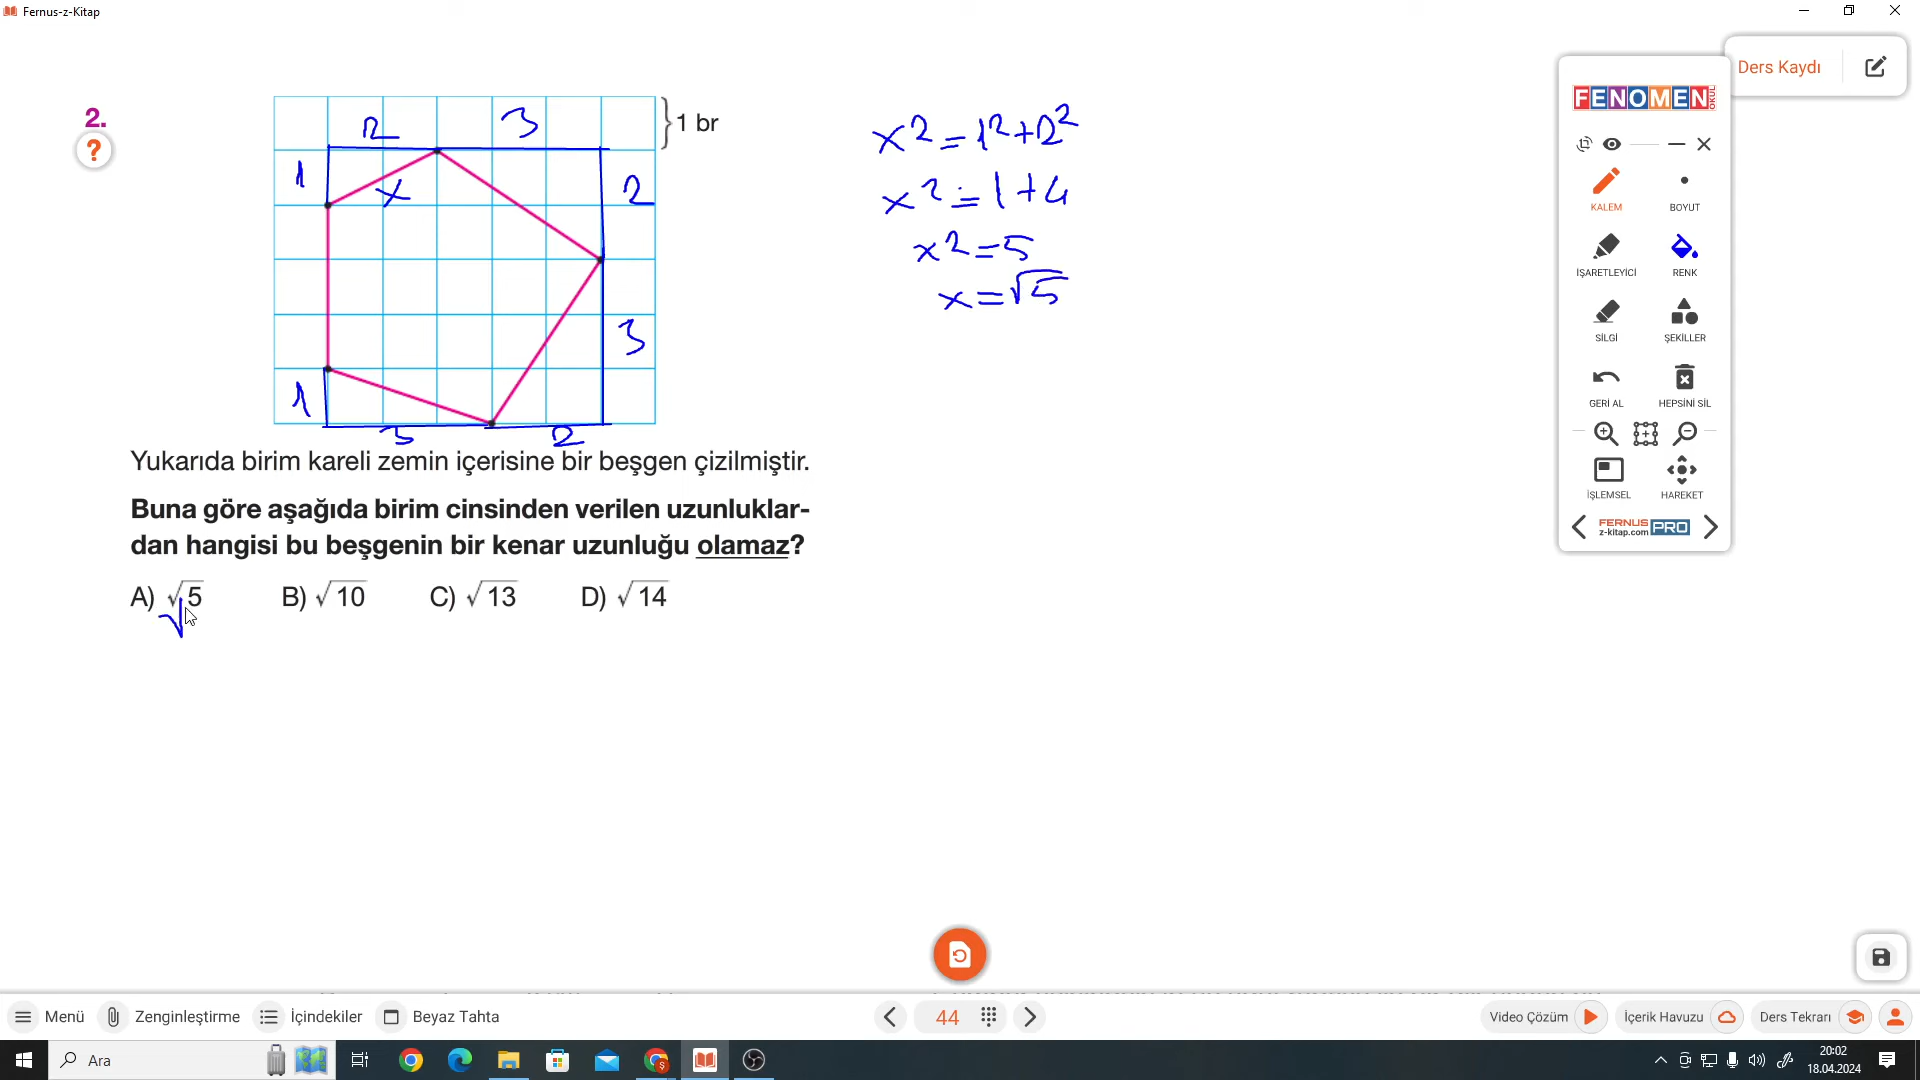 Fernus-z-Kitap
Ders Kaydı
FENOMEN OKUL
2.
?
2
3
1 br
1
x
2
3
1
3
2
x² = 1² + 2²
x² = 1 + 4
x² = 5
x = √5
KALEM
BOYUT
İŞARETLEYİCİ
RENK
SİLGİ
ŞEKİLLER
GERİ AL
HEPSİNİ SİL
İŞLEMSEL
HAREKET
FERNUS
z-kitap.com PRO
Yukarıda birim kareli zemin içerisine bir beşgen çizilmiştir.
Buna göre aşağıda birim cinsinden verilen uzunluklar-
dan hangisi bu beşgenin bir kenar uzunluğu olamaz?
A) √5 B) √10 C) √13 D) √14
Menü Zenginleştirme İçindekiler Beyaz Tahta 44 Video Çözüm İçerik Havuzu Ders Tekrarı
Ara
20:02
18.04.2024